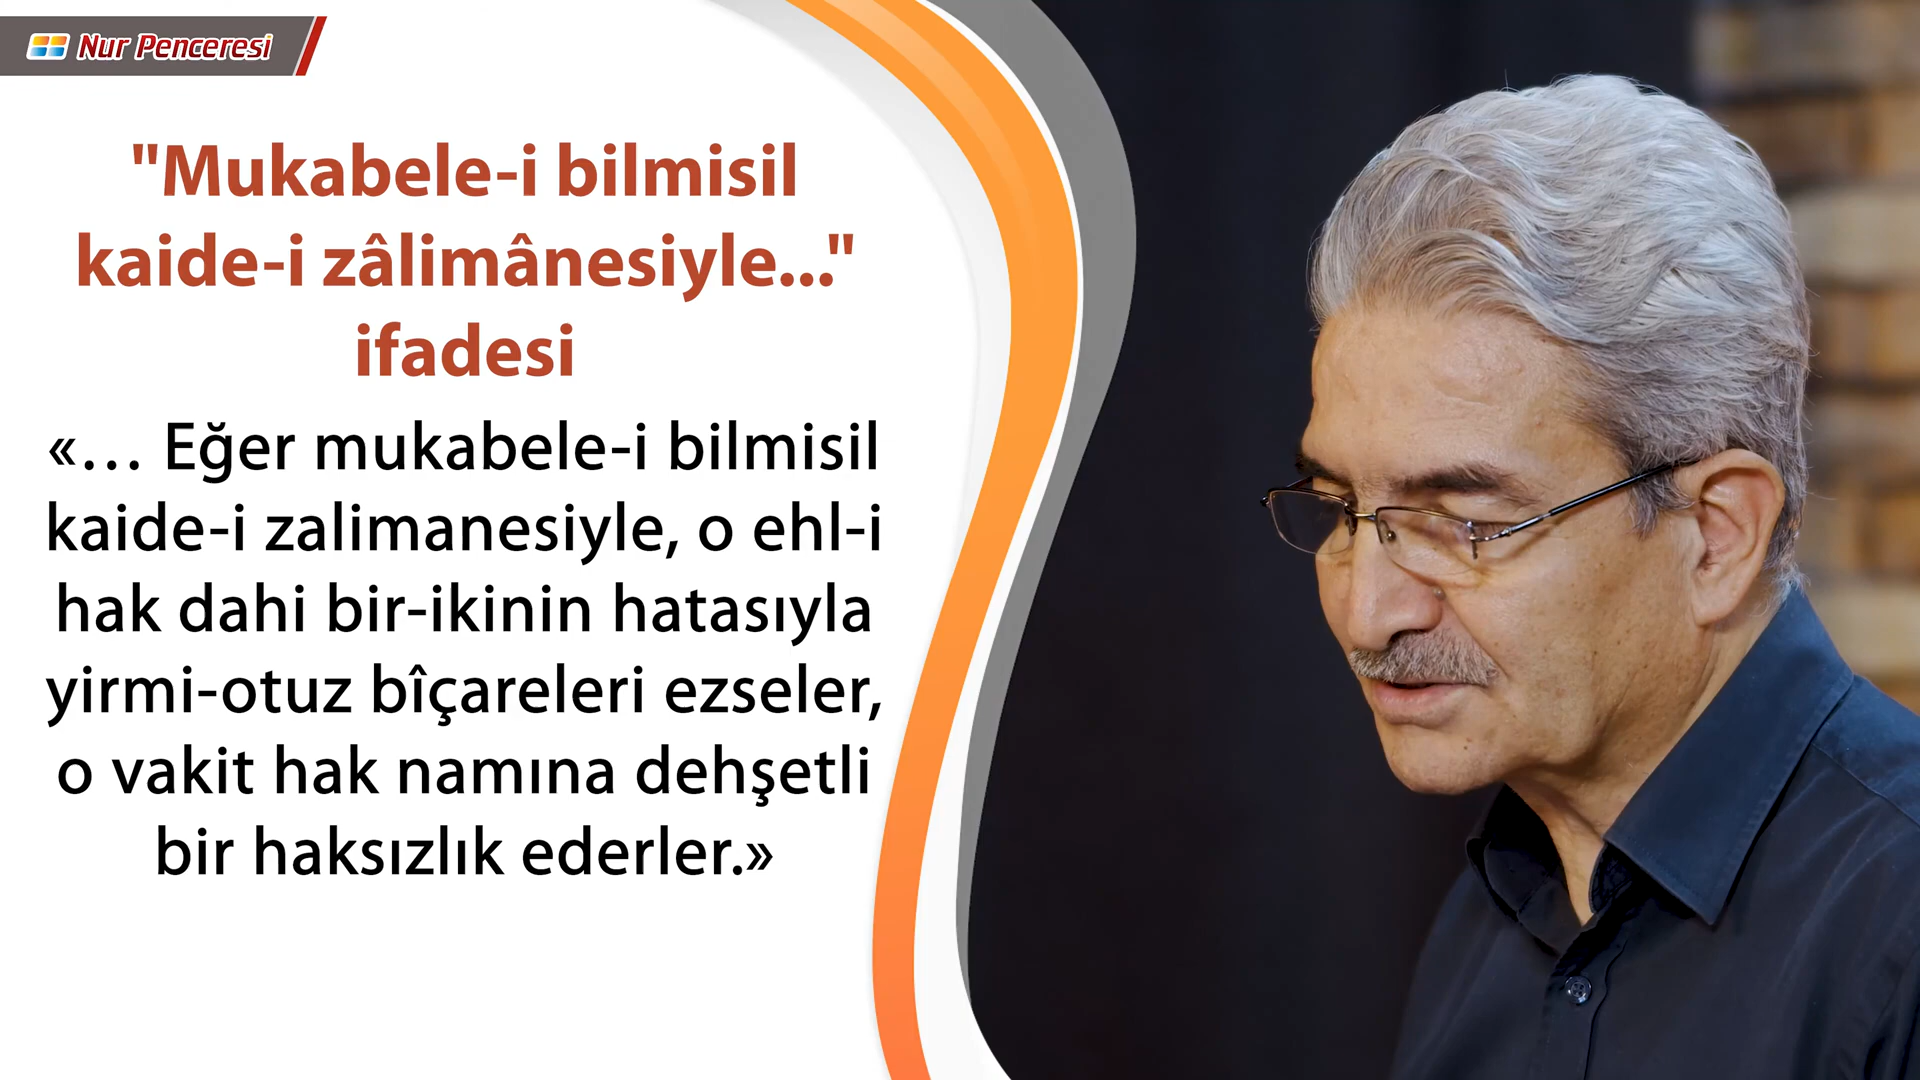 Nur Penceresi
"Mukabele-i bilmisil
kaide-i zâlimânesiyle..."
ifadesi
«… Eğer mukabele-i bilmisil
kaide-i zalimanesiyle, o ehl-i
hak dahi bir-ikinin hatasıyla
yirmi-otuz bîçareleri ezseler,
o vakit hak namına dehşetli
bir haksızlık ederler.»